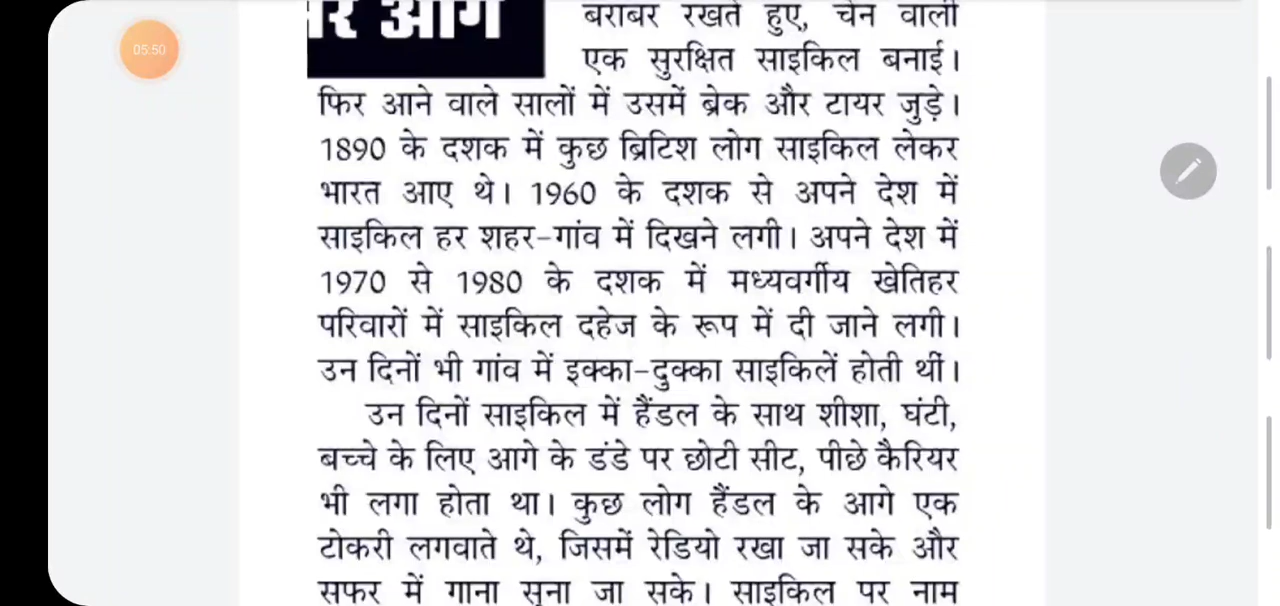 05:50
र आगे
बराबर रखते हुए, चेन वाली
एक सुरक्षित साइकिल बनाई।
फिर आने वाले सालों में उसमें ब्रेक और टायर जुड़े।
1890 के दशक में कुछ ब्रिटिश लोग साइकिल लेकर
भारत आए थे। 1960 के दशक से अपने देश में
साइकिल हर शहर-गांव में दिखने लगी। अपने देश में
1970 से 1980 के दशक में मध्यवर्गीय खेतिहर
परिवारों में साइकिल दहेज के रूप में दी जाने लगी।
उन दिनों भी गांव में इक्का-दुक्का साइकिलें होती थीं।
उन दिनों साइकिल में हैंडल के साथ शीशा, घंटी,
बच्चे के लिए आगे के डंडे पर छोटी सीट, पीछे कैरियर
भी लगा होता था। कुछ लोग हैंडल के आगे एक
टोकरी लगवाते थे, जिसमें रेडियो रखा जा सके और
सफर में गाना सुना जा सके। साइकिल पर नाम